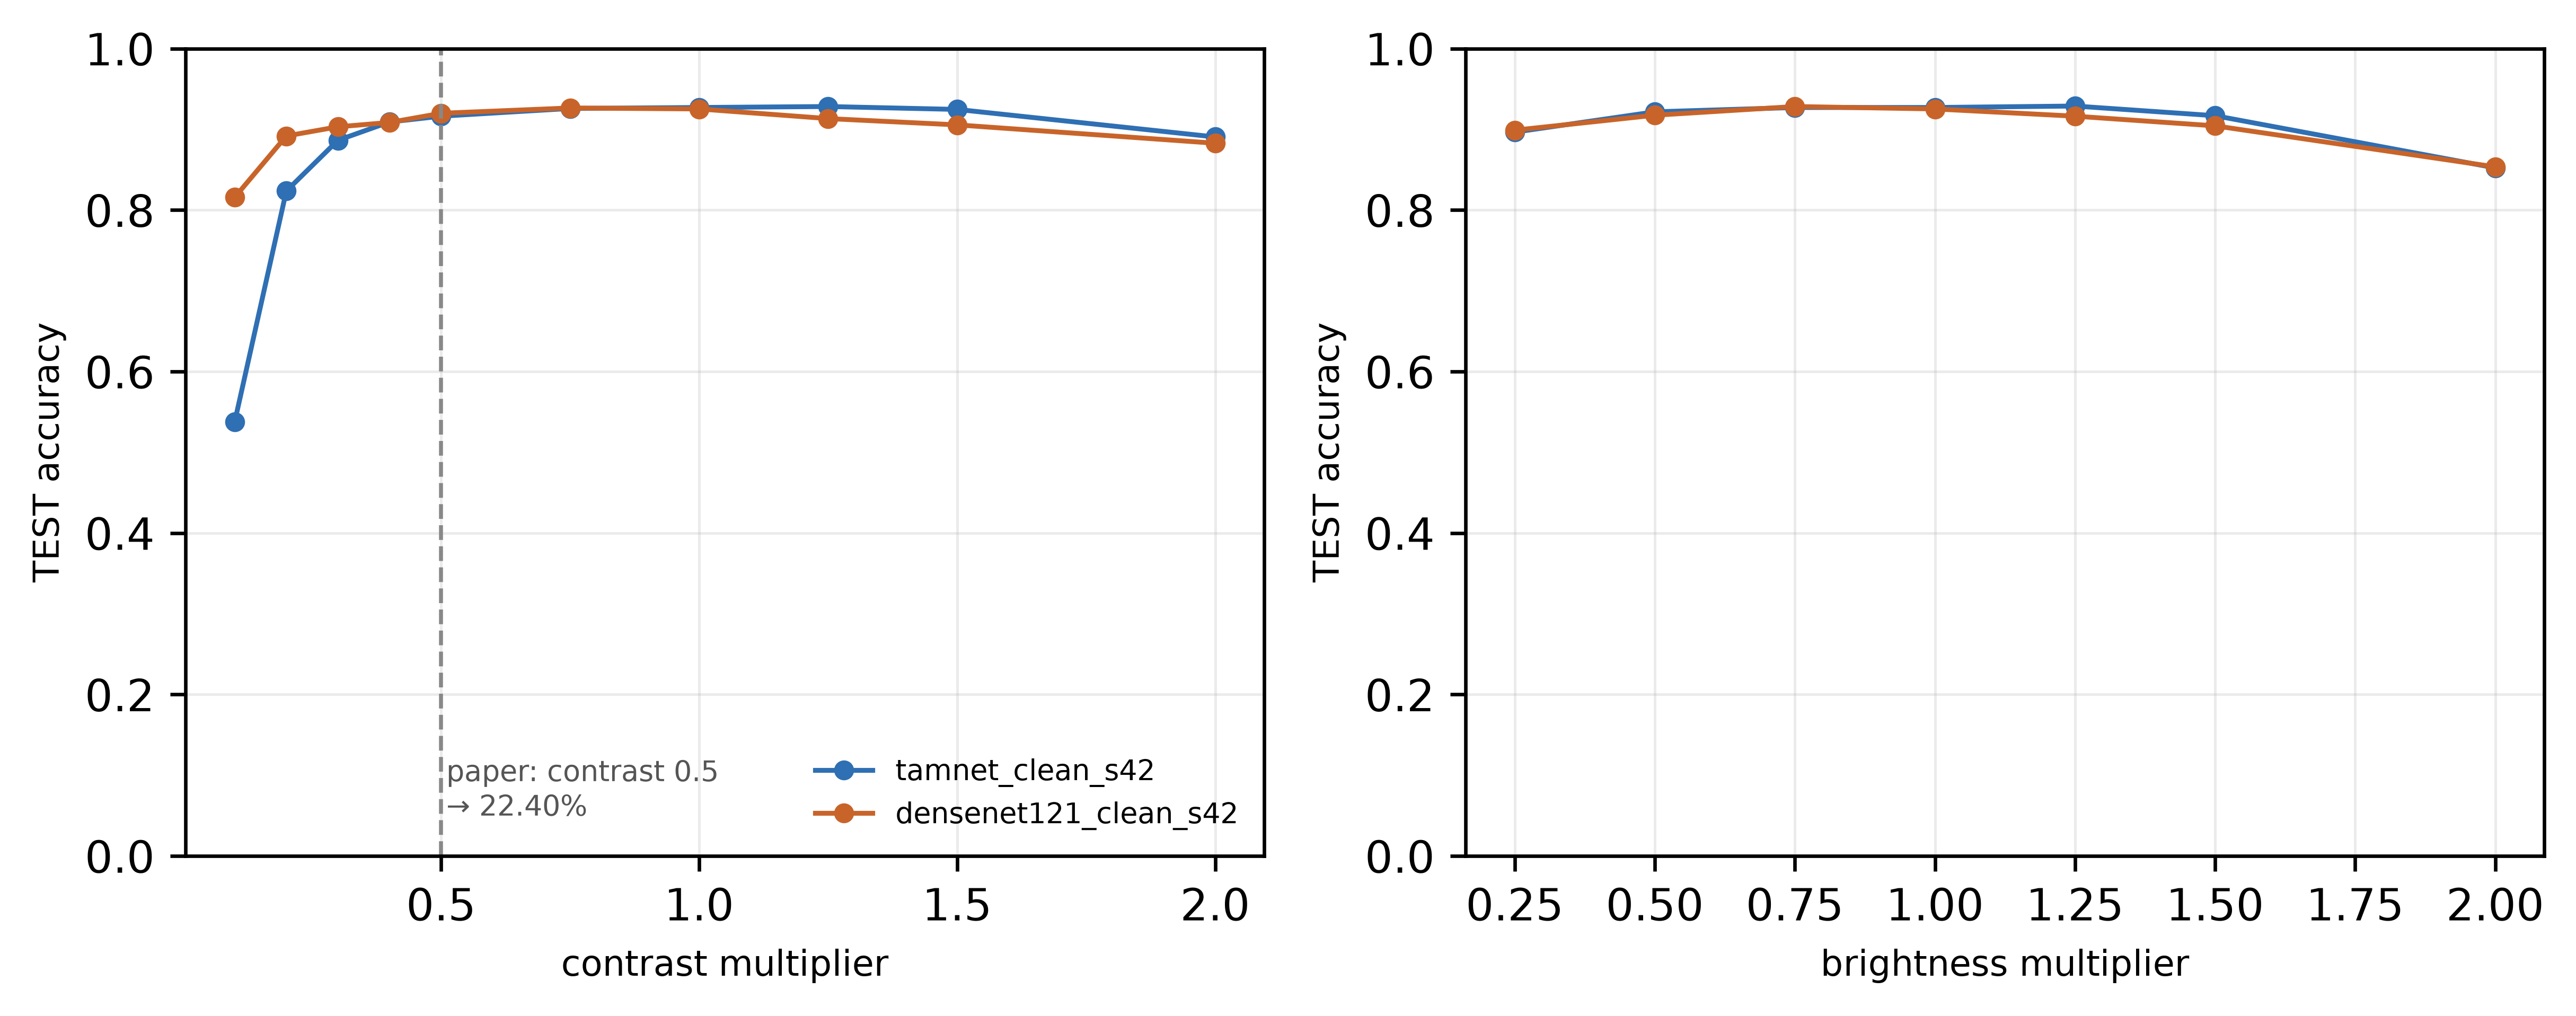 1.0
0.8
0.6
0.4
0.2
0.0
TEST accuracy
paper: contrast 0.5
→ 22.40%
tamnet_clean_s42
densenet121_clean_s42
0.5 1.0 1.5 2.0
contrast multiplier
1.0
0.8
0.6
0.4
0.2
0.0
TEST accuracy
0.25 0.50 0.75 1.00 1.25 1.50 1.75 2.00
brightness multiplier